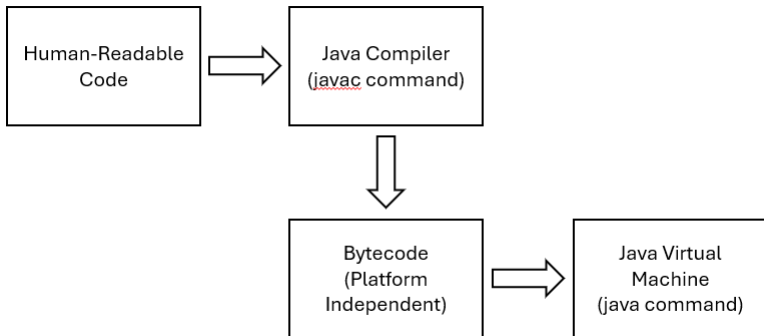 Human-Readable
Code
Java Compiler
(javac command)
Bytecode
(Platform
Independent)
Java Virtual
Machine
(java command)